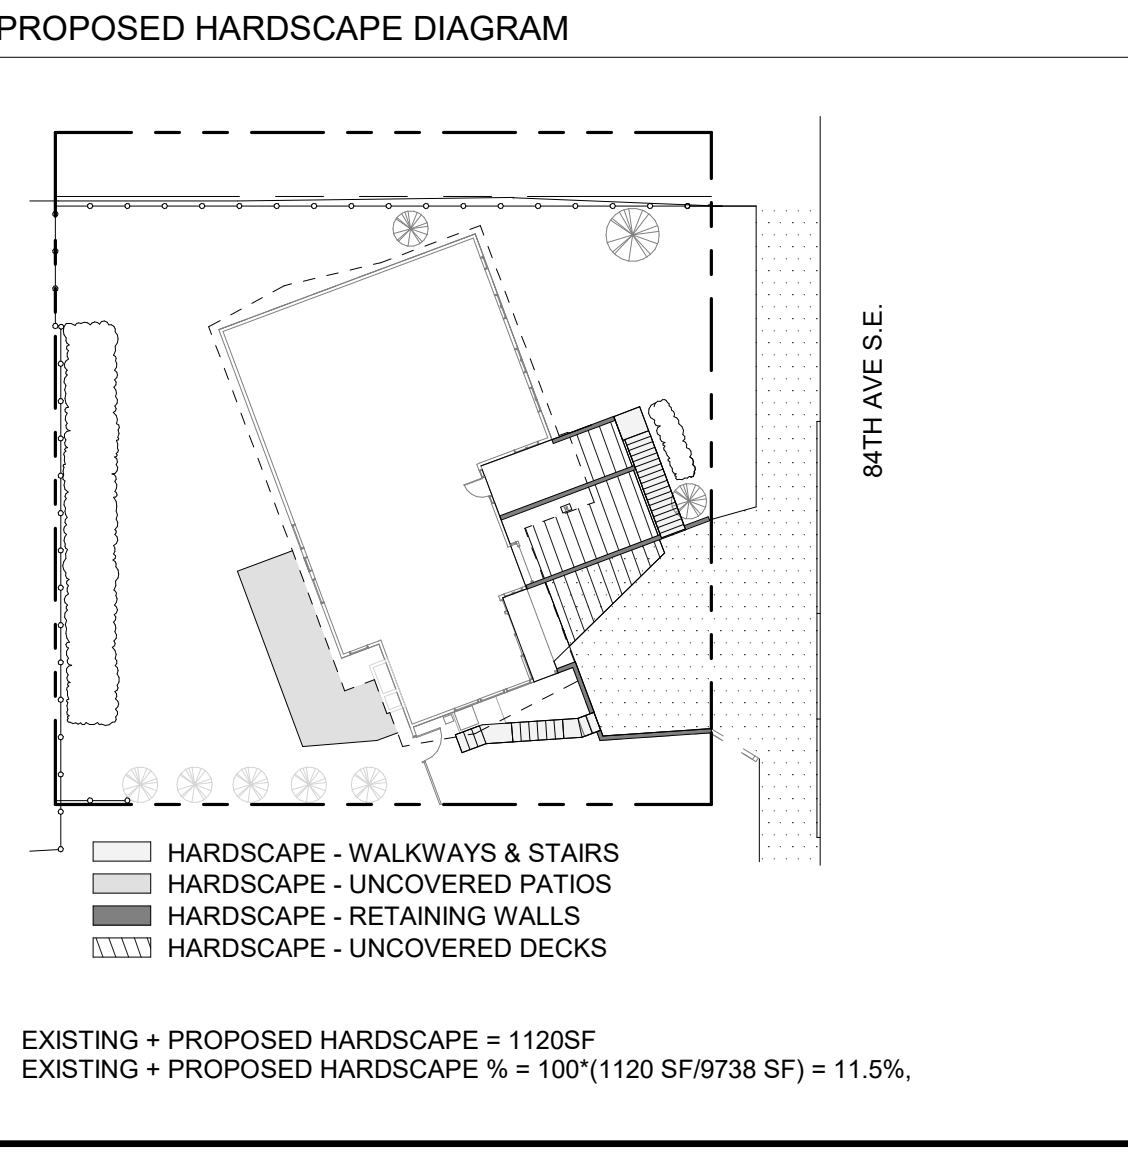 PROPOSED HARDSCAPE DIAGRAM
84TH AVE S.E.
HARDSCAPE - WALKWAYS & STAIRS
HARDSCAPE - UNCOVERED PATIOS
HARDSCAPE - RETAINING WALLS
HARDSCAPE - UNCOVERED DECKS
EXISTING + PROPOSED HARDSCAPE = 1120SF
EXISTING + PROPOSED HARDSCAPE % = 100*(1120 SF/9738 SF) = 11.5%,